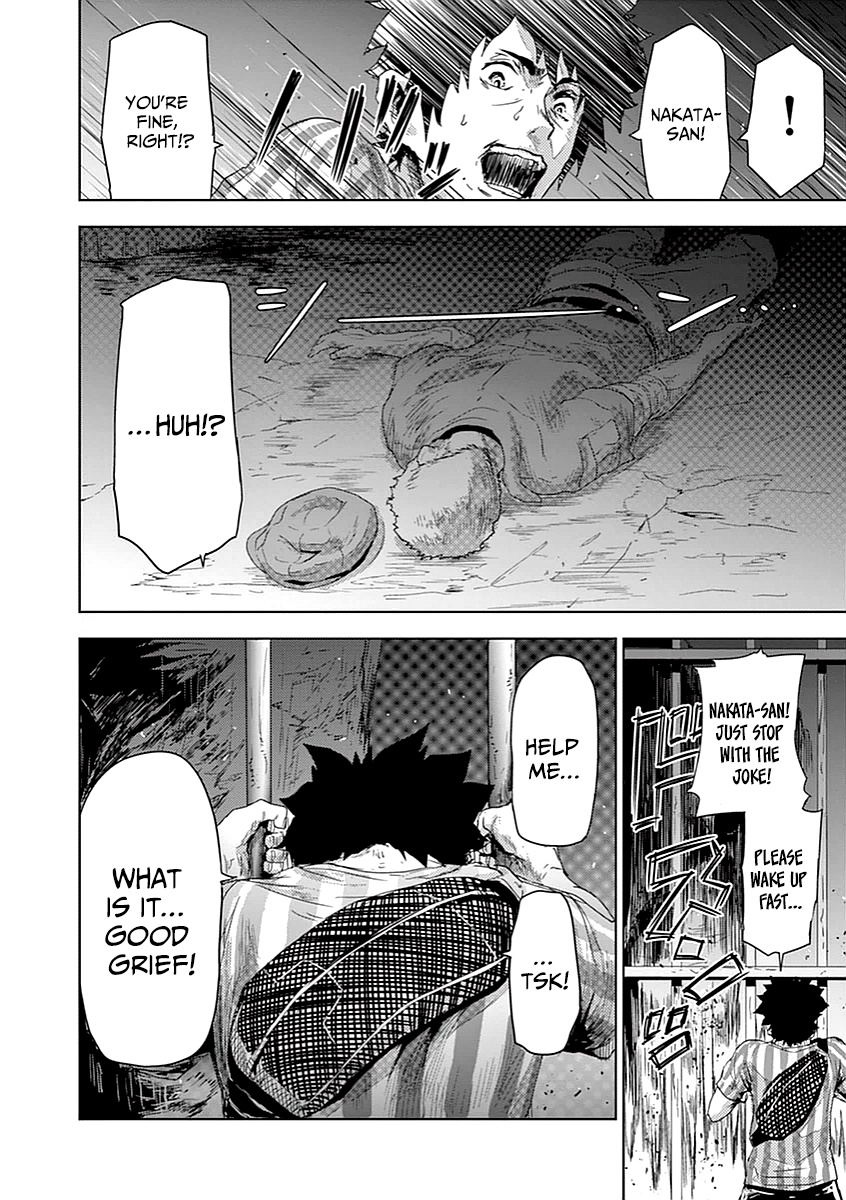 !
NAKATA-
SAN!
YOU'RE
FINE,
RIGHT!?
...HUH!?
NAKATA-SAN!
JUST STOP
WITH THE
JOKE!
PLEASE
WAKE UP
FAST...
HELP
ME...
...
TSK!
WHAT
IS IT...
GOOD
GRIEF!